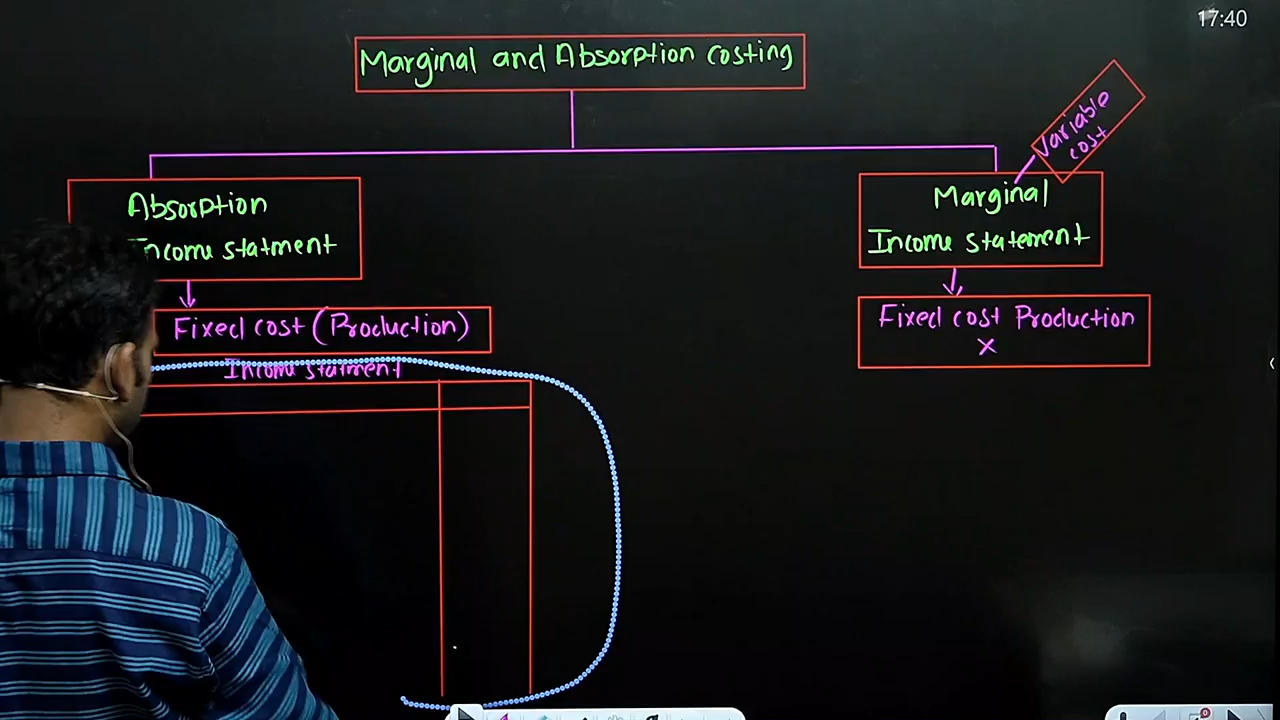 17:40
Marginal and Absorption costing
Variable
cost
Absorption
Income statment
Marginal
Income statement
Fixed cost (Production)
Fixed cost Production
X
Income statment